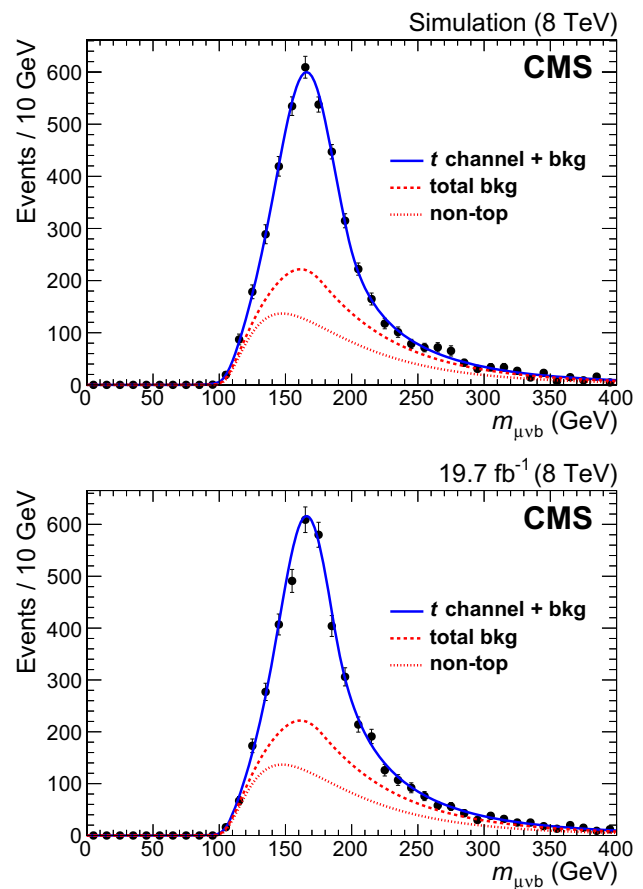 Simulation (8 TeV)
CMS
Events / 10 GeV
600
500
400
300
200
100
0
t channel + bkg
total bkg
non-top
0 50 100 150 200 250 300 350 400
mμνb (GeV)
19.7 fb-1 (8 TeV)
CMS
Events / 10 GeV
600
500
400
300
200
100
0
t channel + bkg
total bkg
non-top
0 50 100 150 200 250 300 350 400
mμνb (GeV)